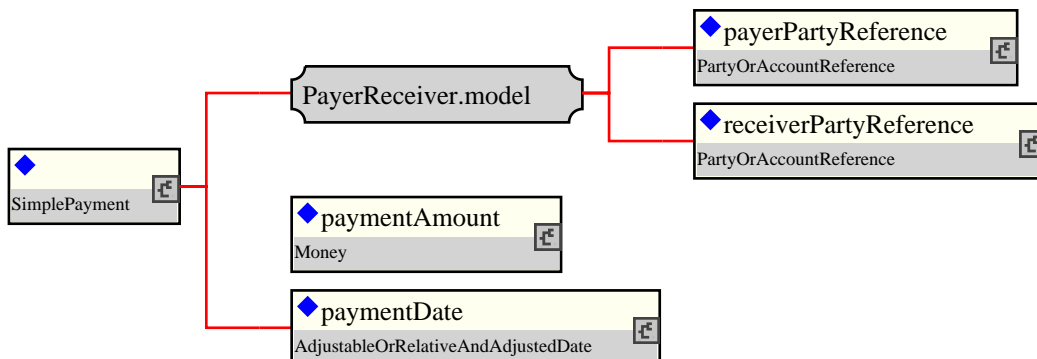 payerPartyReference
PartyOrAccountReference
PayerReceiver.model
receiverPartyReference
PartyOrAccountReference
SimplePayment
paymentAmount
Money
paymentDate
AdjustableOrRelativeAndAdjustedDate